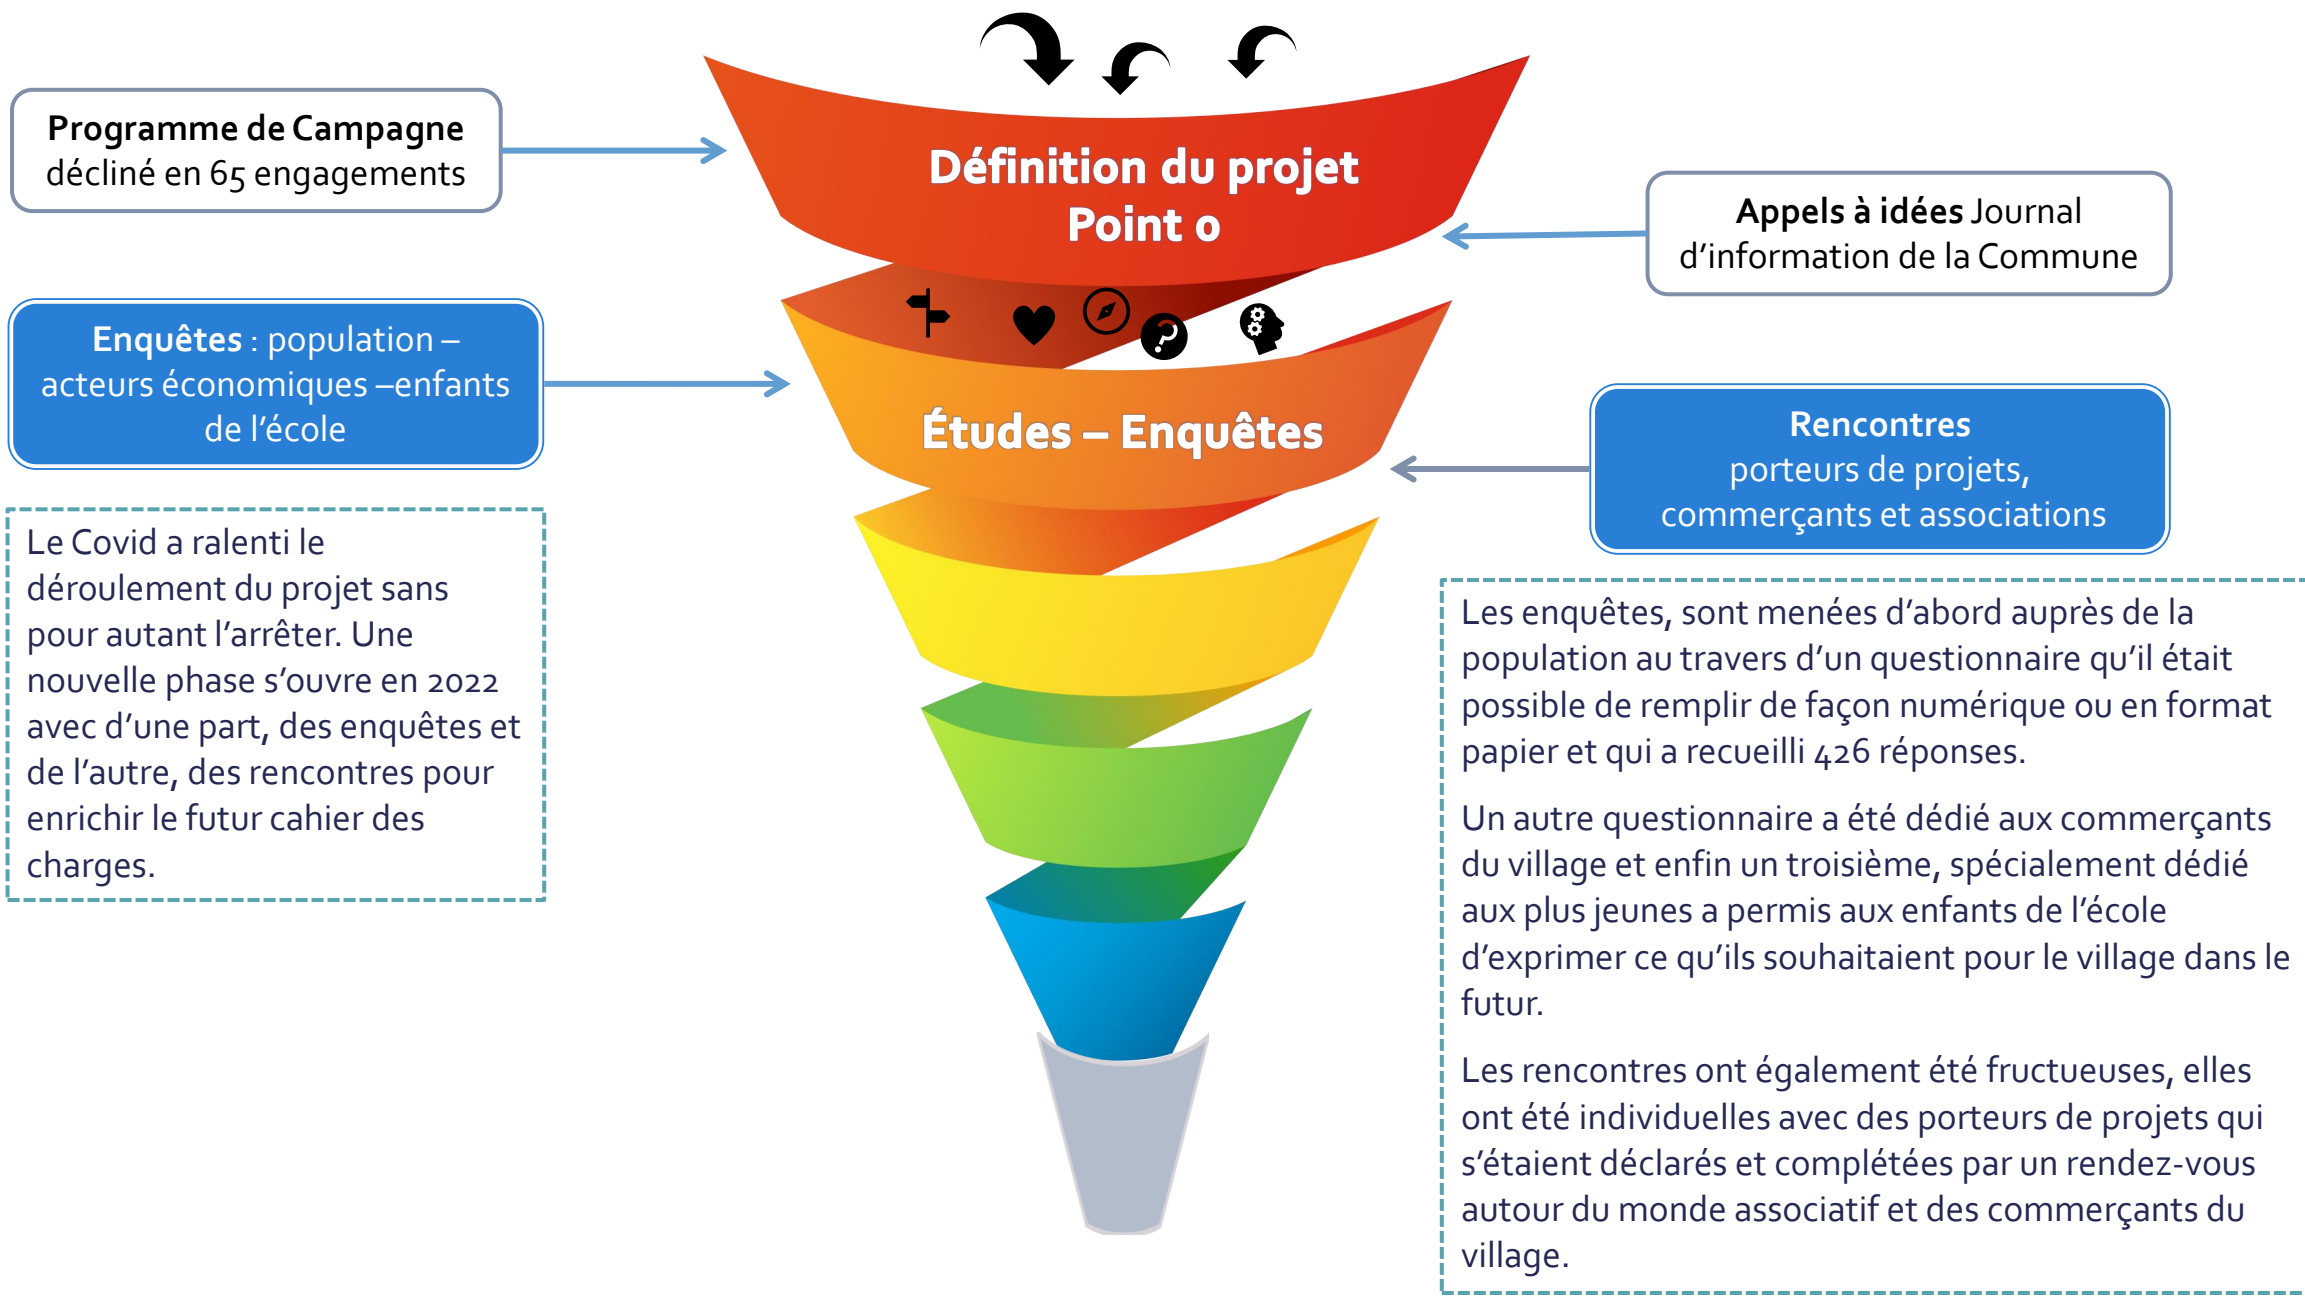 Programme de Campagne
décliné en 65 engagements
Définition du projet
Point 0
Appels à idées Journal
d’information de la Commune
Enquêtes : population –
acteurs économiques –enfants
de l’école
Études – Enquêtes
Rencontres
porteurs de projets,
commerçants et associations
Le Covid a ralenti le
déroulement du projet sans
pour autant l’arrêter. Une
nouvelle phase s’ouvre en 2022
avec d’une part, des enquêtes et
de l’autre, des rencontres pour
enrichir le futur cahier des
charges.
Les enquêtes, sont menées d’abord auprès de la
population au travers d’un questionnaire qu’il était
possible de remplir de façon numérique ou en format
papier et qui a recueilli 426 réponses.
Un autre questionnaire a été dédié aux commerçants
du village et enfin un troisième, spécialement dédié
aux plus jeunes a permis aux enfants de l’école
d’exprimer ce qu’ils souhaitaient pour le village dans le
futur.
Les rencontres ont également été fructueuses, elles
ont été individuelles avec des porteurs de projets qui
s’étaient déclarés et complétées par un rendez-vous
autour du monde associatif et des commerçants du
village.